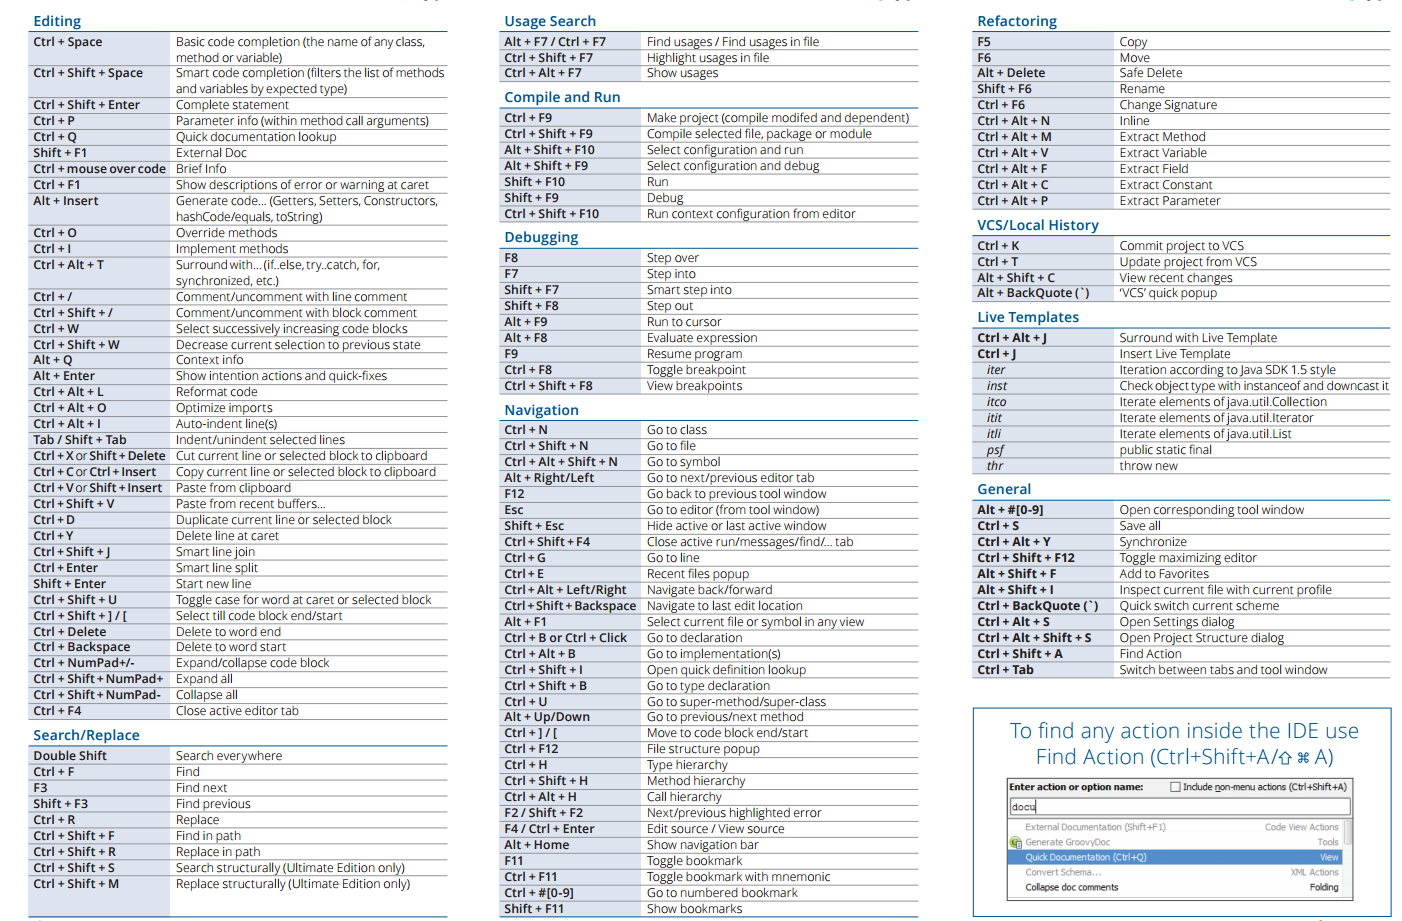 Editing
Ctrl + Space Basic code completion (the name of any class,
method or variable)
Ctrl + Shift + Space Smart code completion (filters the list of methods
and variables by expected type)
Ctrl + Shift + Enter Complete statement
Ctrl + P Parameter info (within method call arguments)
Ctrl + Q Quick documentation lookup
Shift + F1 External Doc
Ctrl + mouse over code Brief Info
Ctrl + F1 Show descriptions of error or warning at caret
Alt + Insert Generate code... (Getters, Setters, Constructors,
hashCode/equals, toString)
Ctrl + O Override methods
Ctrl + I Implement methods
Ctrl + Alt + T Surround with... (if..else, try..catch, for,
synchronized, etc.)
Ctrl + / Comment/uncomment with line comment
Ctrl + Shift + / Comment/uncomment with block comment
Ctrl + W Select successively increasing code blocks
Ctrl + Shift + W Decrease current selection to previous state
Alt + Q Context info
Alt + Enter Show intention actions and quick-fixes
Ctrl + Alt + L Reformat code
Ctrl + Alt + O Optimize imports
Ctrl + Alt + I Auto-indent line(s)
Tab / Shift + Tab Indent/unindent selected lines
Ctrl + X or Shift + Delete Cut current line or selected block to clipboard
Ctrl + C or Ctrl + Insert Copy current line or selected block to clipboard
Ctrl + V or Shift + Insert Paste from clipboard
Ctrl + Shift + V Paste from recent buffers...
Ctrl + D Duplicate current line or selected block
Ctrl + Y Delete line at caret
Ctrl + Shift + J Smart line join
Ctrl + Enter Smart line split
Shift + Enter Start new line
Ctrl + Shift + U Toggle case for word at caret or selected block
Ctrl + Shift + ] / [ Select till code block end/start
Ctrl + Delete Delete to word end
Ctrl + Backspace Delete to word start
Ctrl + NumPad+/- Expand/collapse code block
Ctrl + Shift + NumPad+ Expand all
Ctrl + Shift + NumPad- Collapse all
Ctrl + F4 Close active editor tab
Search/Replace
Double Shift Search everywhere
Ctrl + F Find
F3 Find next
Shift + F3 Find previous
Ctrl + R Replace
Ctrl + Shift + F Find in path
Ctrl + Shift + R Replace in path
Ctrl + Shift + S Search structurally (Ultimate Edition only)
Ctrl + Shift + M Replace structurally (Ultimate Edition only)
Usage Search
Alt + F7 / Ctrl + F7 Find usages / Find usages in file
Ctrl + Shift + F7 Highlight usages in file
Ctrl + Alt + F7 Show usages
Compile and Run
Ctrl + F9 Make project (compile modifed and dependent)
Ctrl + Shift + F9 Compile selected file, package or module
Alt + Shift + F10 Select configuration and run
Alt + Shift + F9 Select configuration and debug
Shift + F10 Run
Shift + F9 Debug
Ctrl + Shift + F10 Run context configuration from editor
Debugging
F8 Step over
F7 Step into
Shift + F7 Smart step into
Shift + F8 Step out
Alt + F9 Run to cursor
Alt + F8 Evaluate expression
F9 Resume program
Ctrl + F8 Toggle breakpoint
Ctrl + Shift + F8 View breakpoints
Navigation
Ctrl + N Go to class
Ctrl + Shift + N Go to file
Ctrl + Alt + Shift + N Go to symbol
Alt + Right/Left Go to next/previous editor tab
F12 Go back to previous tool window
Esc Go to editor (from tool window)
Shift + Esc Hide active or last active window
Ctrl + Shift + F4 Close active run/messages/find/... tab
Ctrl + G Go to line
Ctrl + E Recent files popup
Ctrl + Alt + Left/Right Navigate back/forward
Ctrl + Shift + Backspace Navigate to last edit location
Alt + F1 Select current file or symbol in any view
Ctrl + B or Ctrl + Click Go to declaration
Ctrl + Alt + B Go to implementation(s)
Ctrl + Shift + I Open quick definition lookup
Ctrl + Shift + B Go to type declaration
Ctrl + U Go to super-method/super-class
Alt + Up/Down Go to previous/next method
Ctrl + ] / [ Move to code block end/start
Ctrl + F12 File structure popup
Ctrl + H Type hierarchy
Ctrl + Shift + H Method hierarchy
Ctrl + Alt + H Call hierarchy
F2 / Shift + F2 Next/previous highlighted error
F4 / Ctrl + Enter Edit source / View source
Alt + Home Show navigation bar
F11 Toggle bookmark
Ctrl + F11 Toggle bookmark with mnemonic
Ctrl + #[0-9] Go to numbered bookmark
Shift + F11 Show bookmarks
Refactoring
F5 Copy
F6 Move
Alt + Delete Safe Delete
Shift + F6 Rename
Ctrl + F6 Change Signature
Ctrl + Alt + N Inline
Ctrl + Alt + M Extract Method
Ctrl + Alt + V Extract Variable
Ctrl + Alt + F Extract Field
Ctrl + Alt + C Extract Constant
Ctrl + Alt + P Extract Parameter
VCS/Local History
Ctrl + K Commit project to VCS
Ctrl + T Update project from VCS
Alt + Shift + C View recent changes
Alt + BackQuote (`) ‘VCS’ quick popup
Live Templates
Ctrl + Alt + J Surround with Live Template
Ctrl + J Insert Live Template
iter Iteration according to Java SDK 1.5 style
inst Check object type with instanceof and downcast it
itco Iterate elements of java.util.Collection
itit Iterate elements of java.util.Iterator
itli Iterate elements of java.util.List
psf public static final
thr throw new
General
Alt + #[0-9] Open corresponding tool window
Ctrl + S Save all
Ctrl + Alt + Y Synchronize
Ctrl + Shift + F12 Toggle maximizing editor
Alt + Shift + F Add to Favorites
Alt + Shift + I Inspect current file with current profile
Ctrl + BackQuote (`) Quick switch current scheme
Ctrl + Alt + S Open Settings dialog
Ctrl + Alt + Shift + S Open Project Structure dialog
Ctrl + Shift + A Find Action
Ctrl + Tab Switch between tabs and tool window
To find any action inside the IDE use
Find Action (Ctrl+Shift+A/⇧ ⌘ A)
Enter action or option name: Include non-menu actions (Ctrl+Shift+A)
docu
External Documentation (Shift+F1) Code View Actions
Generate GroovyDoc Tools
Quick Documentation (Ctrl+Q) View
Convert Schema... XML Actions
Collapse doc comments Folding